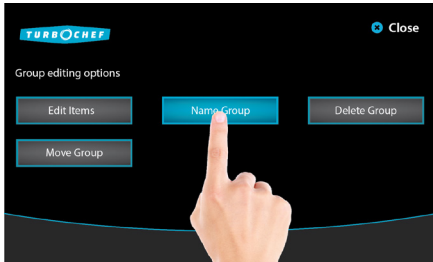 TURBOCHEF
Close
Group editing options
Edit Items
Name Group
Delete Group
Move Group